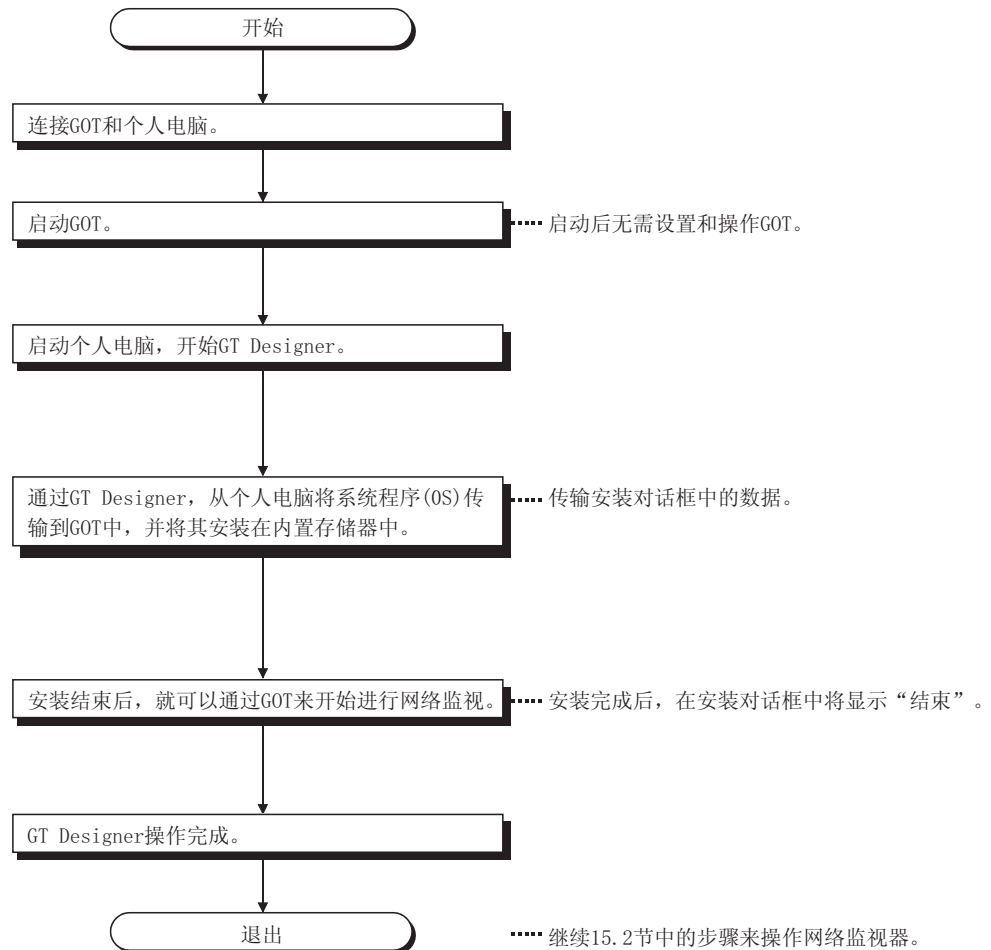 开始
连接GOT和个人电脑。
启动GOT。
启动后无需设置和操作GOT。
启动个人电脑，开始GT Designer。
通过GT Designer，从个人电脑将系统程序(OS)传
输到GOT中，并将其安装在内置存储器中。
传输安装对话框中的数据。
安装结束后，就可以通过GOT来开始进行网络监视。
安装完成后，在安装对话框中将显示“结束”。
GT Designer操作完成。
退出
继续15.2节中的步骤来操作网络监视器。